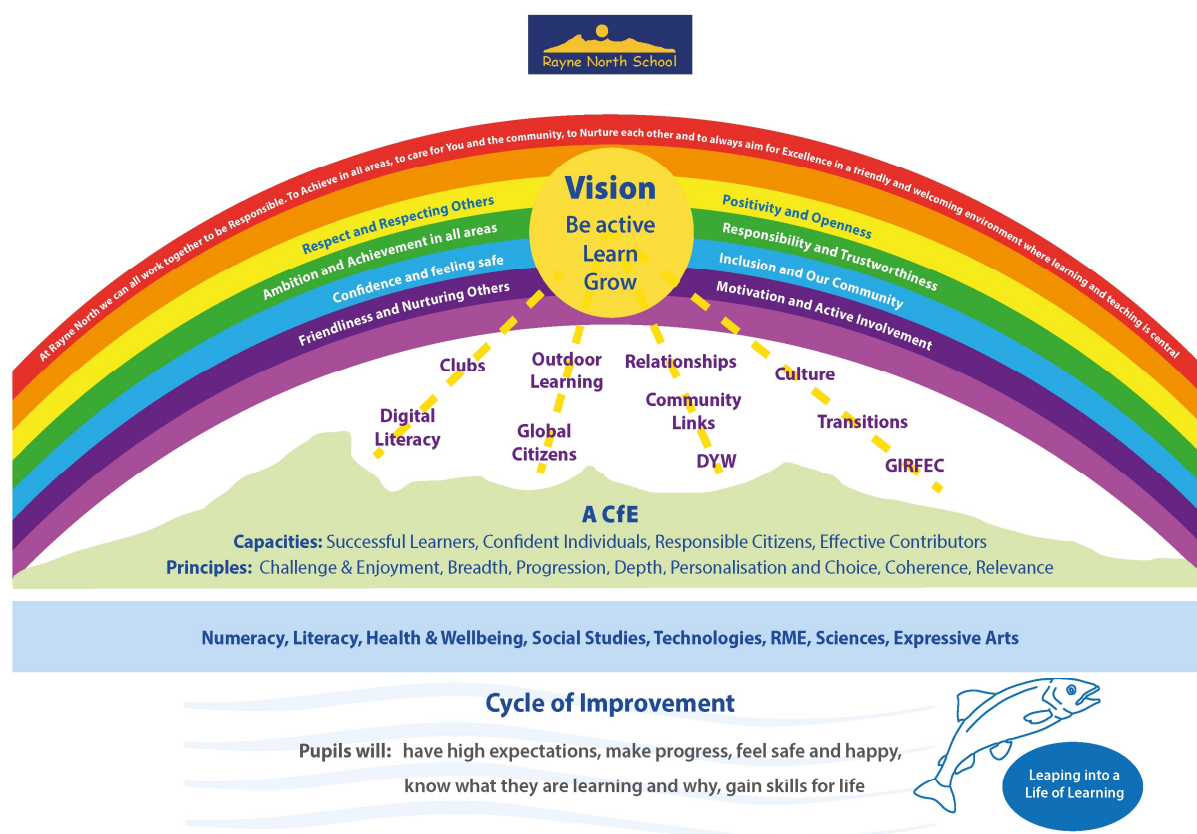 Rayne North School
At Rayne North we can all work together to be Responsible. To Achieve in all areas, to care for You and the community, to Nurture each other and to always aim for Excellence in a friendly and welcoming environment where learning and teaching is central
Vision
Be active
Learn
Grow
Respect and Respecting Others
Ambition and Achievement in all areas
Confidence and feeling safe
Friendliness and Nurturing Others
Positivity and Openness
Responsibility and Trustworthiness
Inclusion and Our Community
Motivation and Active Involvement
Clubs
Digital
Literacy
Outdoor
Learning
Global
Citizens
Relationships
Community
Links
DYW
Culture
Transitions
GIRFEC
A CfE
Capacities: Successful Learners, Confident Individuals, Responsible Citizens, Effective Contributors
Principles: Challenge & Enjoyment, Breadth, Progression, Depth, Personalisation and Choice, Coherence, Relevance
Numeracy, Literacy, Health & Wellbeing, Social Studies, Technologies, RME, Sciences, Expressive Arts
Cycle of Improvement
Pupils will: have high expectations, make progress, feel safe and happy,
know what they are learning and why, gain skills for life
Leaping into a
Life of Learning